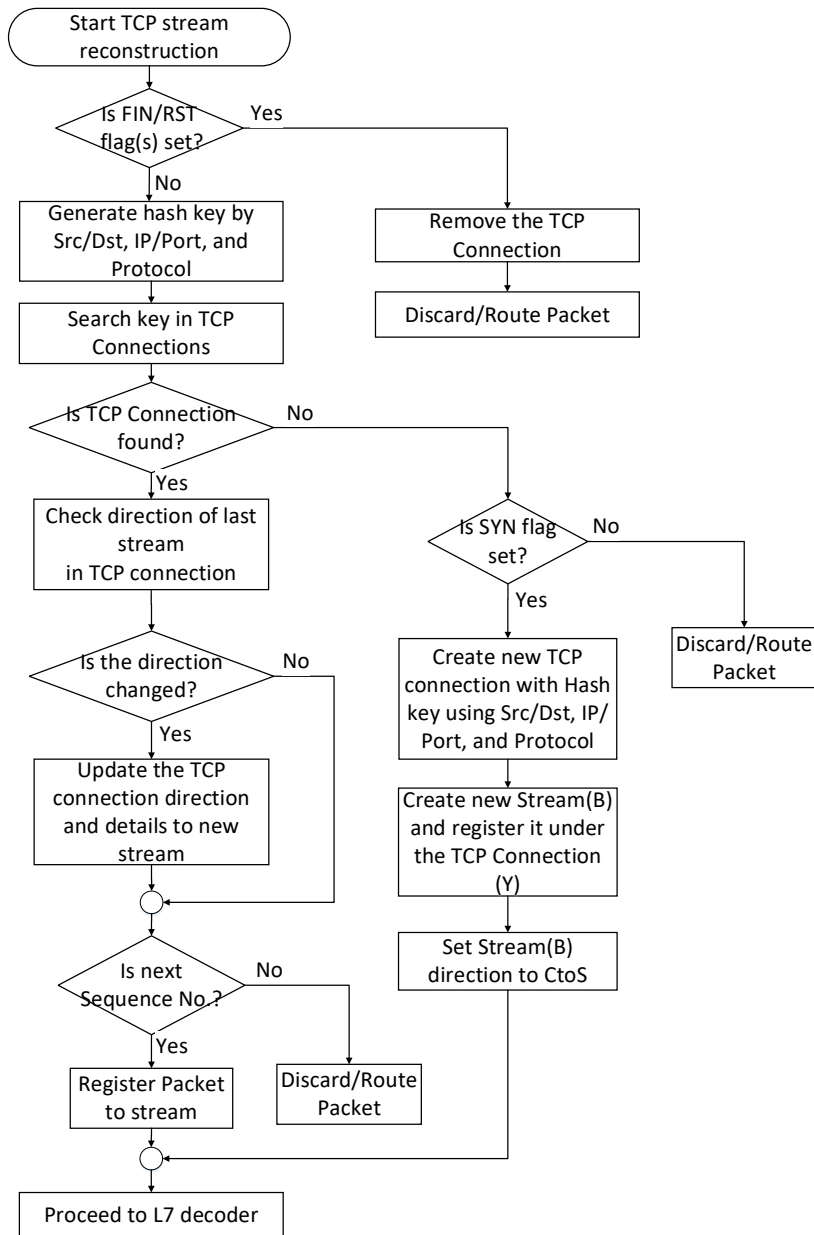 Start TCP stream
reconstruction
Is FIN/RST
flag(s) set?
Yes
No
Generate hash key by
Src/Dst, IP/Port, and
Protocol
Remove the TCP
Connection
Discard/Route Packet
Search key in TCP
Connections
Is TCP Connection
found?
No
Yes
Check direction of last
stream
in TCP connection
Is SYN flag
set?
No
Yes
Is the direction
changed?
No
Yes
Create new TCP
connection with Hash
key using Src/Dst, IP/
Port, and Protocol
Discard/Route
Packet
Update the TCP
connection direction
and details to new
stream
Create new Stream(B)
and register it under
the TCP Connection
(Y)
Set Stream(B)
direction to CtoS
Is next
Sequence No.?
No
Yes
Register Packet
to stream
Discard/Route
Packet
Proceed to L7 decoder